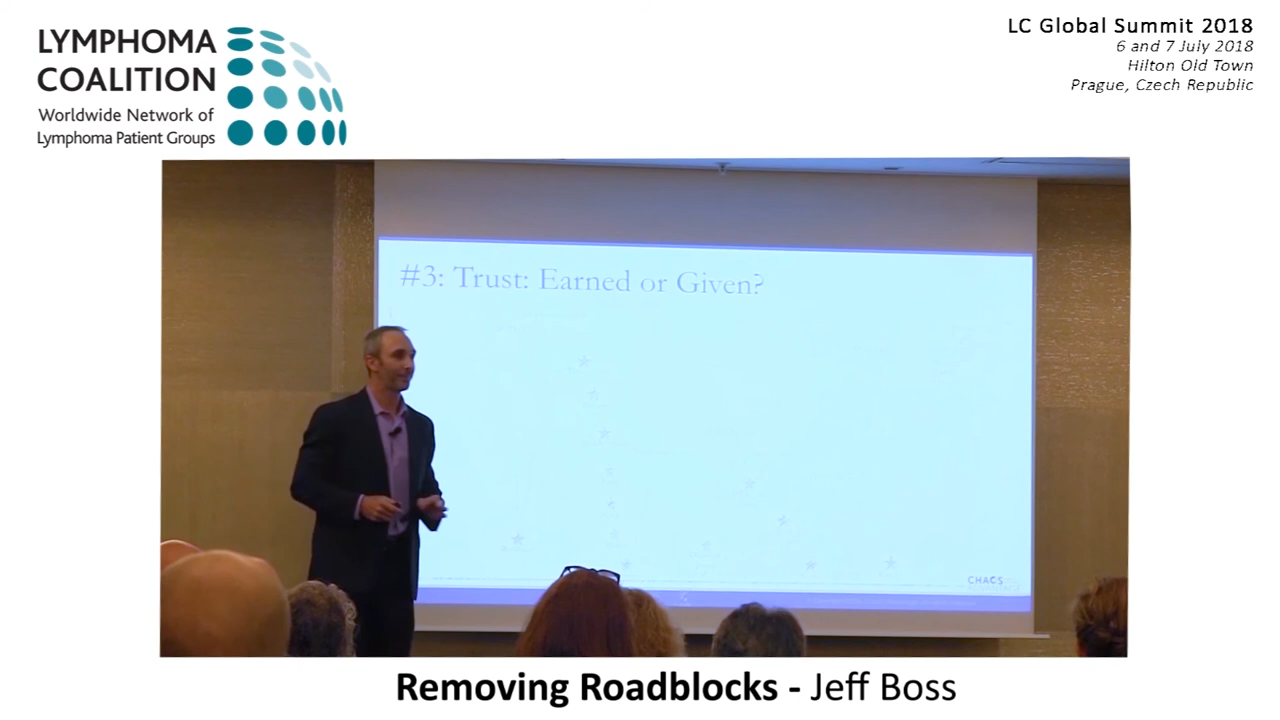 LYMPHOMA
COALITION
Worldwide Network of
Lymphoma Patient Groups
LC Global Summit 2018
6 and 7 July 2018
Hilton Old Town
Prague, Czech Republic
#3: Trust: Earned or Given?
CHAOS
Removing Roadblocks - Jeff Boss